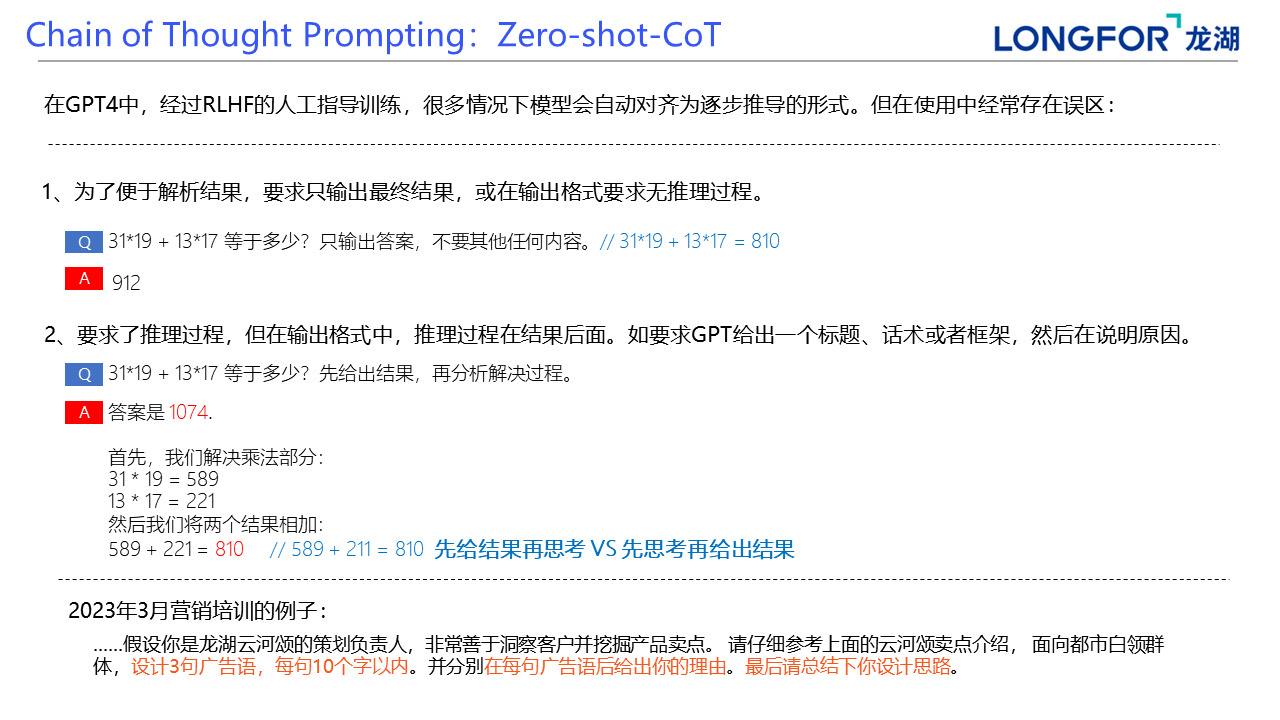 Chain of Thought Prompting：Zero-shot-CoT
LONGFOR 龙湖
在GPT4中，经过RLHF的人工指导训练，很多情况下模型会自动对齐为逐步推导的形式。但在使用中经常存在误区：
1、为了便于解析结果，要求只输出最终结果，或在输出格式要求无推理过程。
Q 31*19 + 13*17 等于多少？只输出答案，不要其他任何内容。// 31*19 + 13*17 = 810
A 912
2、要求了推理过程，但在输出格式中，推理过程在结果后面。如要求GPT给出一个标题、话术或者框架，然后在说明原因。
Q 31*19 + 13*17 等于多少？先给出结果，再分析解决过程。
A 答案是 1074.
首先，我们解决乘法部分：
31 * 19 = 589
13 * 17 = 221
然后我们将两个结果相加：
589 + 221 = 810 // 589 + 211 = 810 先给结果再思考 VS 先思考再给出结果
2023年3月营销培训的例子：
……假设你是龙湖云河颂的策划负责人，非常善于洞察客户并挖掘产品卖点。 请仔细参考上面的云河颂卖点介绍， 面向都市白领群
体，设计3句广告语，每句10个字以内。并分别在每句广告语后给出你的理由。最后请总结下你设计思路。